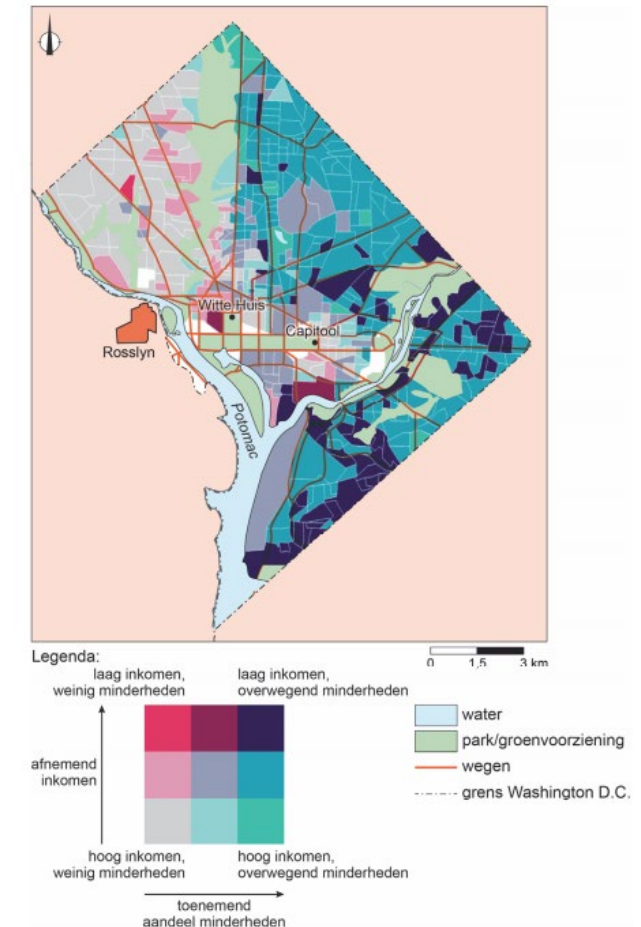 Witte Huis
Capitool
Rosslyn
Potomac
Legenda:
0 1,5 3 km
laag inkomen,
weinig minderheden
laag inkomen,
overwegend minderheden
afnemend
inkomen
hoog inkomen,
weinig minderheden
hoog inkomen,
overwegend minderheden
toenemend
aandeel minderheden
water
park/groenvoorziening
wegen
grens Washington D.C.